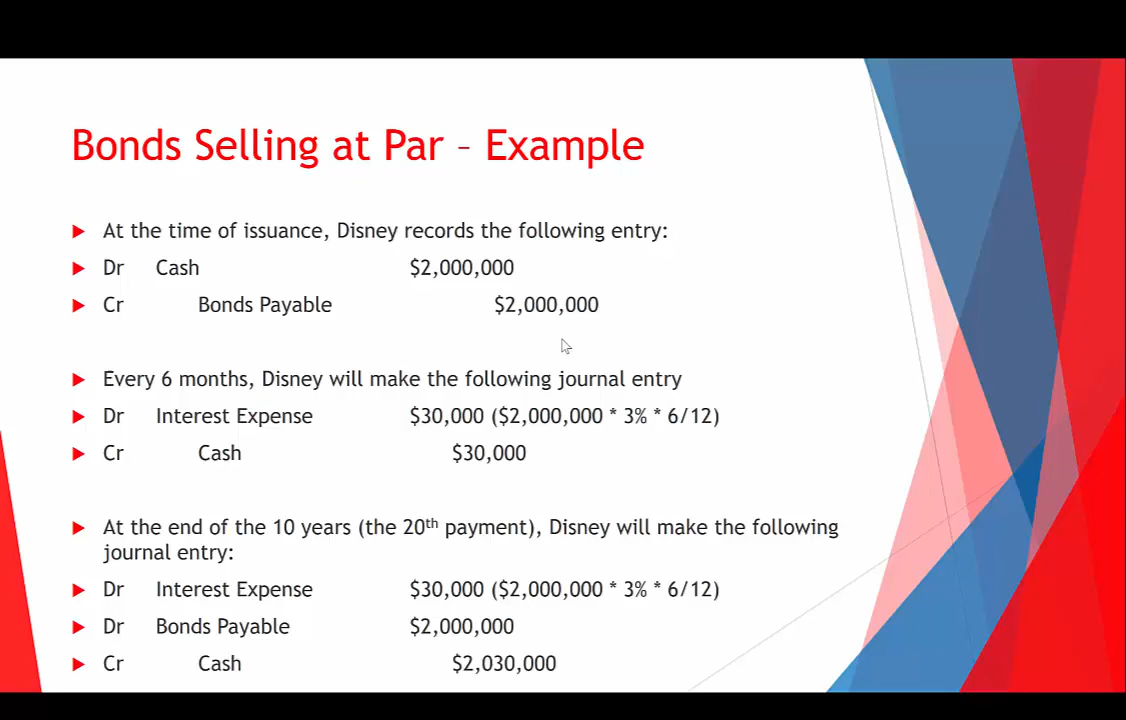 Bonds Selling at Par – Example
At the time of issuance, Disney records the following entry:
Dr Cash $2,000,000
Cr Bonds Payable $2,000,000
Every 6 months, Disney will make the following journal entry
Dr Interest Expense $30,000 ($2,000,000 * 3% * 6/12)
Cr Cash $30,000
At the end of the 10 years (the 20th payment), Disney will make the following
journal entry:
Dr Interest Expense $30,000 ($2,000,000 * 3% * 6/12)
Dr Bonds Payable $2,000,000
Cr Cash $2,030,000